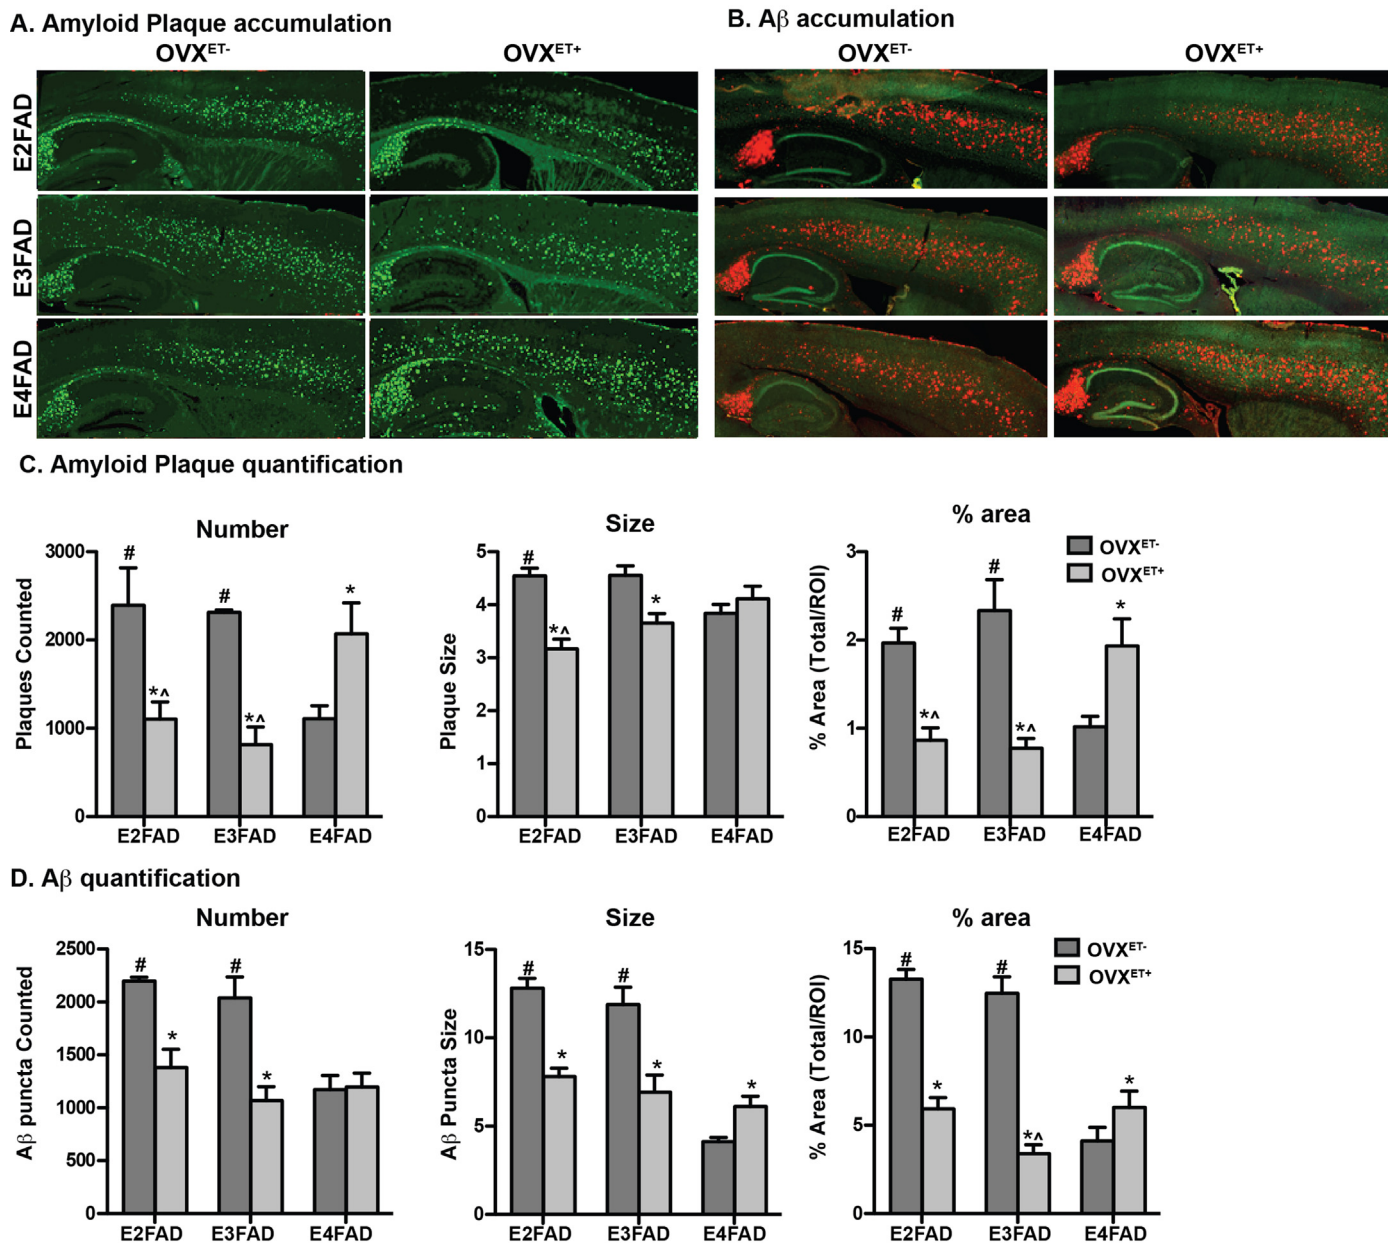 A. Amyloid Plaque accumulation
OVXET-
OVXET+
E2FAD
E3FAD
E4FAD
B. Aβ accumulation
OVXET-
OVXET+
C. Amyloid Plaque quantification
Number
Plaques Counted
3000
2000
1000
0
#
*^
#
*^
*
E2FAD
E3FAD
E4FAD
Size
Plaque Size
5
4
3
2
1
0
#
*^
*
E2FAD
E3FAD
E4FAD
% area
% Area (Total/ROI)
3
2
1
0
#
*^
#
*^
*
E2FAD
E3FAD
E4FAD
OVXET-
OVXET+
D. Aβ quantification
Number
Aβ puncta Counted
2500
2000
1500
1000
500
0
#
*
#
*
E2FAD
E3FAD
E4FAD
Size
Aβ Puncta Size
15
10
5
0
#
*
#
*
*
E2FAD
E3FAD
E4FAD
% area
% Area (Total/ROI)
15
10
5
0
#
*
#
*^
*
E2FAD
E3FAD
E4FAD
OVXET-
OVXET+